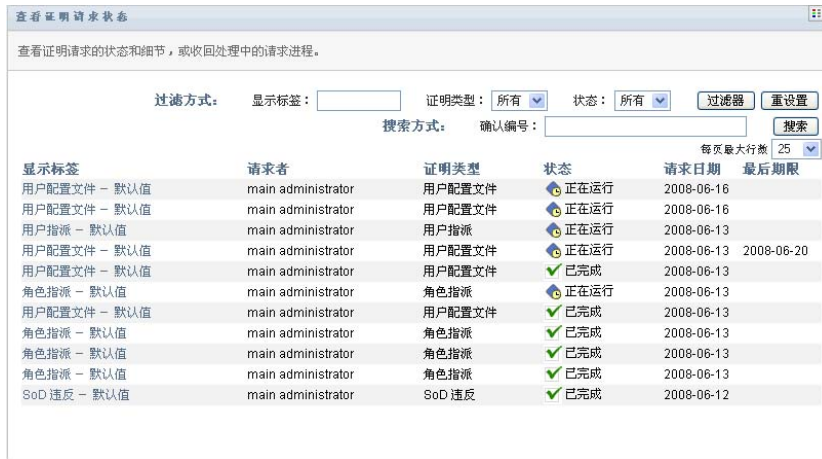 查看证明请求状态
查看证明请求的状态和细节，或收回处理中的请求进程。
过滤方式： 显示标签： 证明类型： 所有 状态： 所有 过滤器 重设置
搜索方式： 确认编号： 搜索
每页最大行数 25
显示标签 请求者 证明类型 状态 请求日期 最后期限
用户配置文件 – 默认值 main administrator 用户配置文件 正在运行 2008-06-16
用户配置文件 – 默认值 main administrator 用户配置文件 正在运行 2008-06-16
用户指派 – 默认值 main administrator 用户指派 正在运行 2008-06-13
用户配置文件 – 默认值 main administrator 用户配置文件 正在运行 2008-06-13 2008-06-20
用户配置文件 – 默认值 main administrator 用户配置文件 已完成 2008-06-13
角色指派 – 默认值 main administrator 角色指派 正在运行 2008-06-13
用户配置文件 – 默认值 main administrator 用户配置文件 已完成 2008-06-13
角色指派 – 默认值 main administrator 角色指派 已完成 2008-06-13
角色指派 – 默认值 main administrator 角色指派 已完成 2008-06-13
角色指派 – 默认值 main administrator 角色指派 已完成 2008-06-13
SoD 违反 – 默认值 main administrator SoD 违反 已完成 2008-06-12